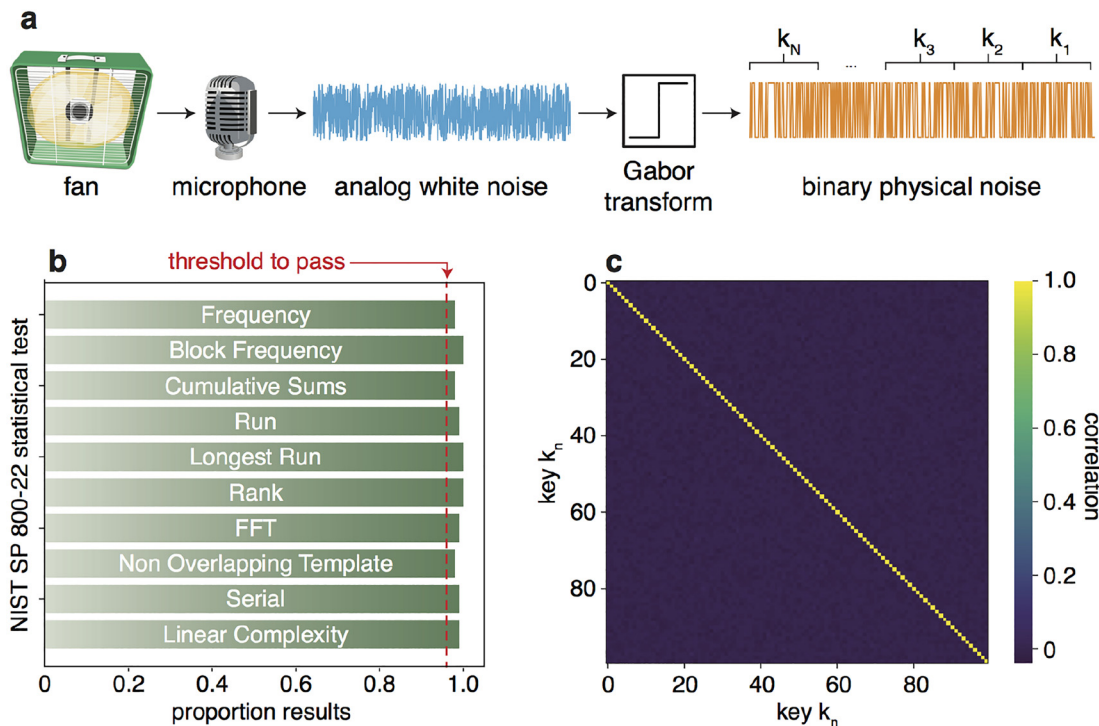 a
k_N ... k_3 k_2 k_1
fan
microphone
analog white noise
Gabor
transform
binary physical noise
b
threshold to pass
NIST SP 800-22 statistical test
Frequency
Block Frequency
Cumulative Sums
Run
Longest Run
Rank
FFT
Non Overlapping Template
Serial
Linear Complexity
0 0.2 0.4 0.6 0.8 1.0
proportion results
c
key k_n
0
20
40
60
80
0 20 40 60 80
key k_n
1.0
0.8
0.6
0.4
0.2
0
correlation